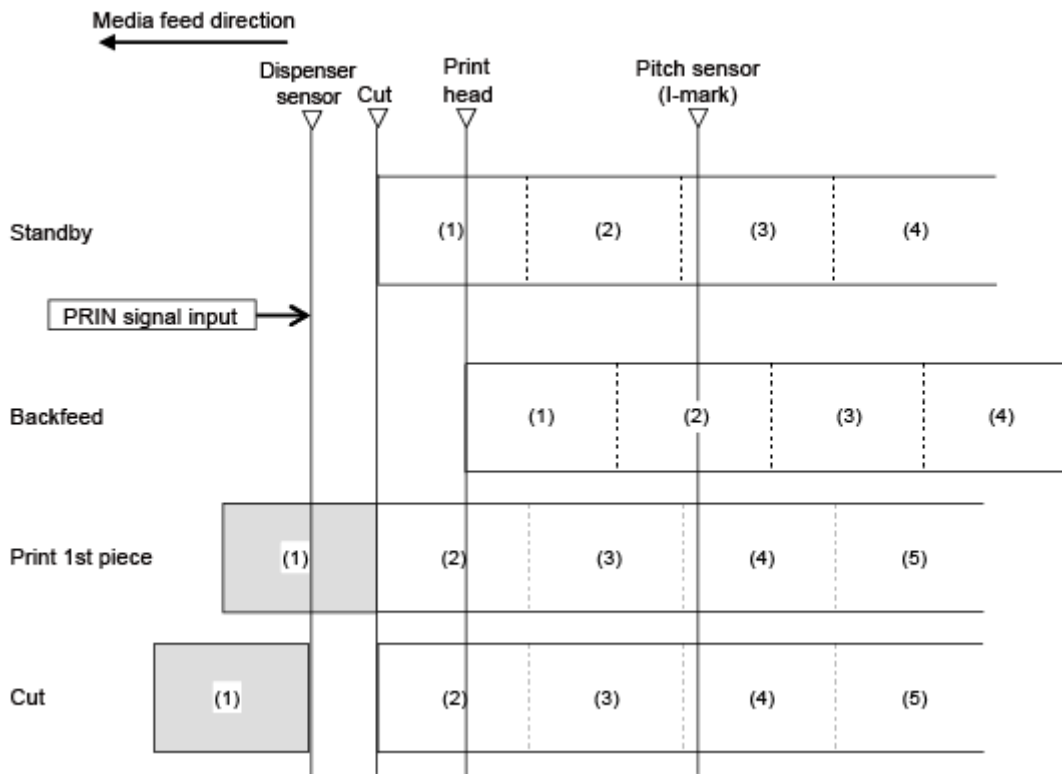 Media feed direction
Dispenser
sensor
Cut
Print
head
Pitch sensor
(I-mark)
Standby
(1)
(2)
(3)
(4)
PRIN signal input
Backfeed
(1)
(2)
(3)
(4)
Print 1st piece
(1)
(2)
(3)
(4)
(5)
Cut
(1)
(2)
(3)
(4)
(5)